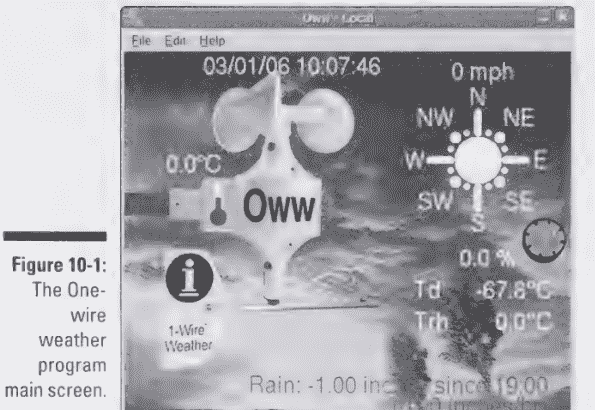 Oww - Local
File Edit Help
03/01/06 10:07:46
0 mph
N
NW NE
W E
SW SE
S
0.0°C
Oww
0.0 %
Td -67.8°C
Trh 0.0°C
1-Wire
Weather
Rain: -1.00 since 19.00
Figure 10-1:
The One-
wire
weather
program
main screen.